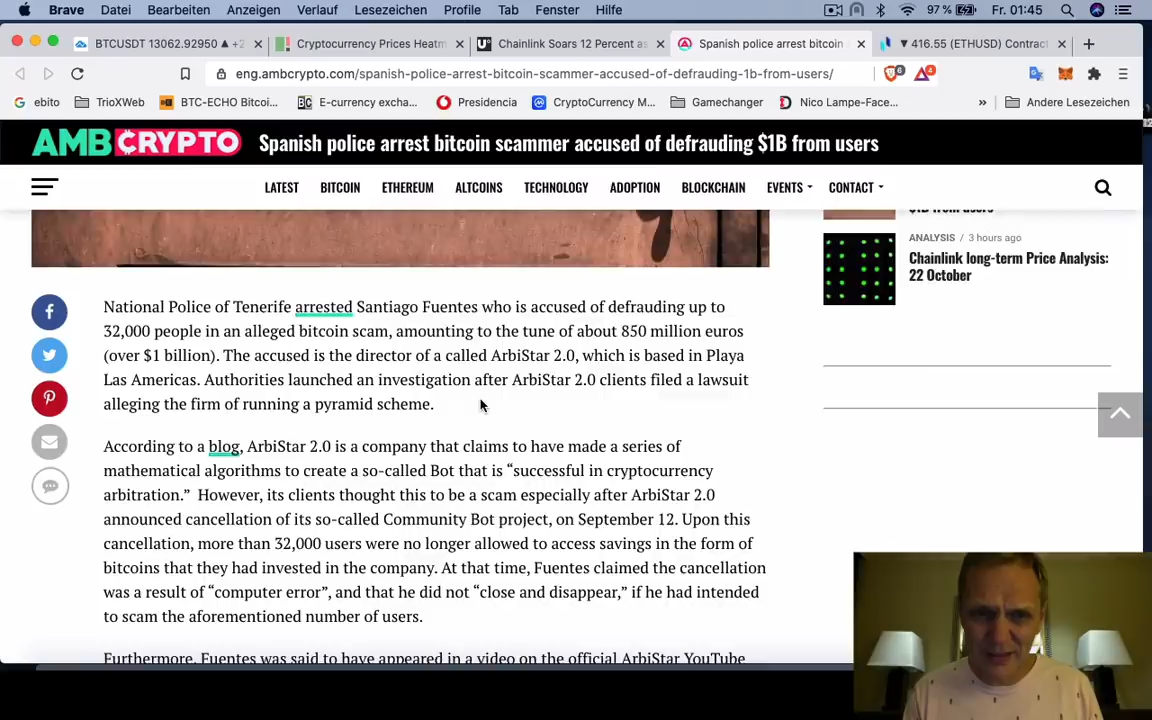 Brave Datei Bearbeiten Anzeigen Verlauf Lesezeichen Profile Tab Fenster Hilfe 97 % Fr. 01:45
BTCUSDT 13062.92950 ▲ +2 Cryptocurrency Prices Heatm Chainlink Soars 12 Percent as Spanish police arrest bitcoin ▼ 416.55 (ETHUSD) Contract
eng.ambcrypto.com/spanish-police-arrest-bitcoin-scammer-accused-of-defrauding-1b-from-users/ 6 4
ebito TrioXWeb BTC-ECHO Bitcoi... E-currency excha... Presidencia CryptoCurrency M... Gamechanger Nico Lampe-Face... » Andere Lesezeichen
AMBCRYPTO Spanish police arrest bitcoin scammer accused of defrauding $1B from users
LATEST BITCOIN ETHEREUM ALTCOINS TECHNOLOGY ADOPTION BLOCKCHAIN EVENTS CONTACT
$1B from users
ANALYSIS / 3 hours ago
Chainlink long-term Price Analysis:
22 October
National Police of Tenerife arrested Santiago Fuentes who is accused of defrauding up to
32,000 people in an alleged bitcoin scam, amounting to the tune of about 850 million euros
(over $1 billion). The accused is the director of a called ArbiStar 2.0, which is based in Playa
Las Americas. Authorities launched an investigation after ArbiStar 2.0 clients filed a lawsuit
alleging the firm of running a pyramid scheme.
According to a blog, ArbiStar 2.0 is a company that claims to have made a series of
mathematical algorithms to create a so-called Bot that is “successful in cryptocurrency
arbitration.” However, its clients thought this to be a scam especially after ArbiStar 2.0
announced cancellation of its so-called Community Bot project, on September 12. Upon this
cancellation, more than 32,000 users were no longer allowed to access savings in the form of
bitcoins that they had invested in the company. At that time, Fuentes claimed the cancellation
was a result of “computer error”, and that he did not “close and disappear,” if he had intended
to scam the aforementioned number of users.
Furthermore, Fuentes was said to have appeared in a video on the official ArbiStar YouTube